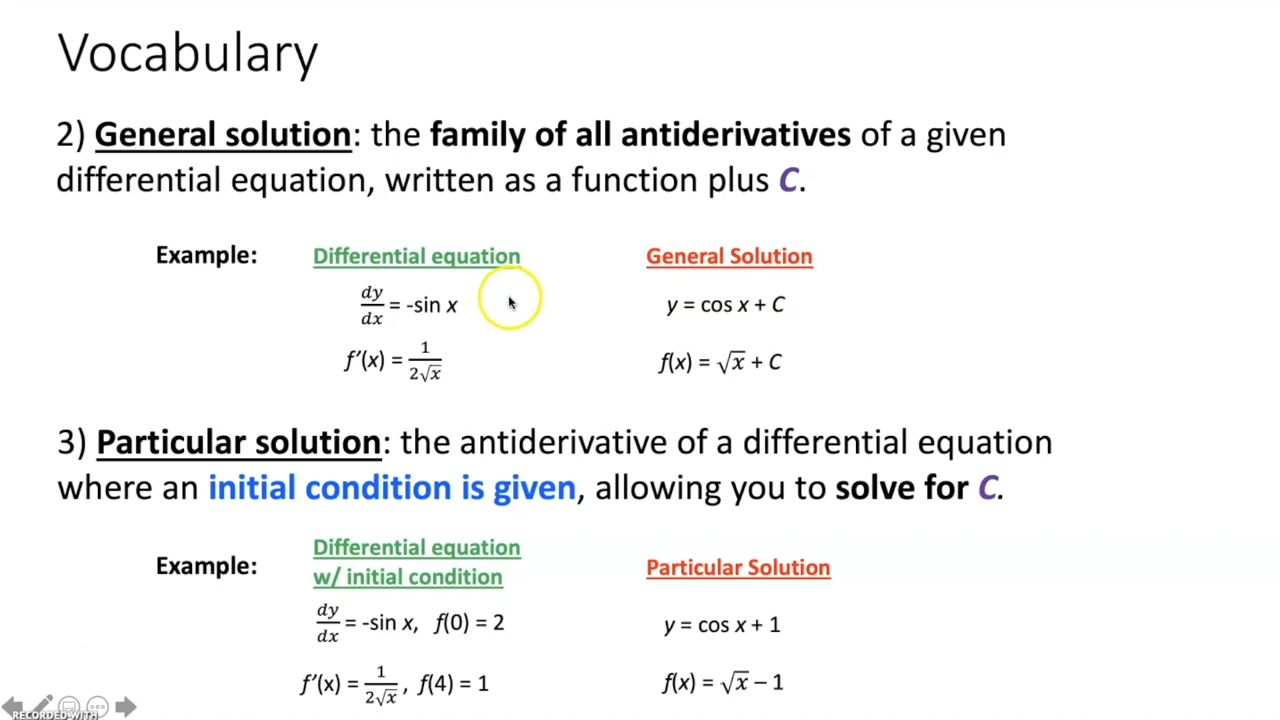 Vocabulary
2) General solution: the family of all antiderivatives of a given
differential equation, written as a function plus C.
Example: Differential equation General Solution
dy/dx = -sin x y = cos x + C
f′(x) = 1/(2√x) f(x) = √x + C
3) Particular solution: the antiderivative of a differential equation
where an initial condition is given, allowing you to solve for C.
Example: Differential equation
w/ initial condition Particular Solution
dy/dx = -sin x, f(0) = 2 y = cos x + 1
f′(x) = 1/(2√x), f(4) = 1 f(x) = √x – 1
RECORDED WITH